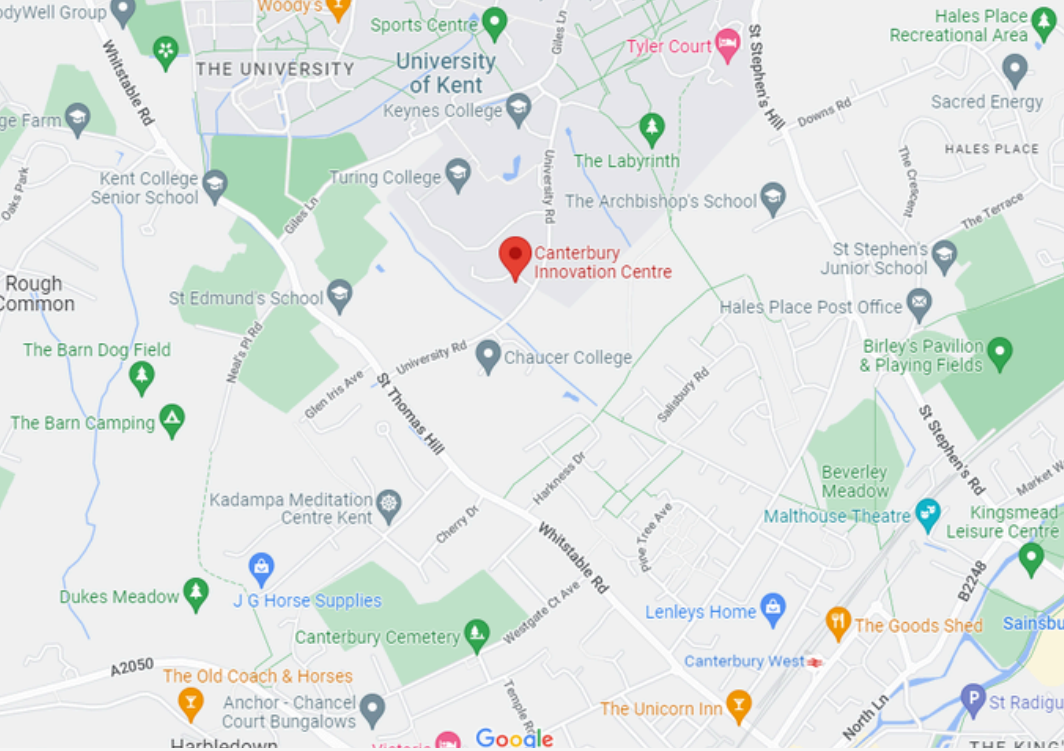 odyWell Group
Woody's
Sports Centre
Giles Ln
Hales Place
Recreational Area
Tyler Court
St Stephen's Hill
Whitstable Rd
THE UNIVERSITY
University
of Kent
Keynes College
Sacred Energy
Downs Rd
ge Farm
HALES PLACE
The Labyrinth
University Rd
The Crescent
Oaks Park
Kent College
Senior School
Turing College
The Archbishop's School
Giles Ln
The Terrace
Canterbury
Innovation Centre
St Stephen's
Junior School
Rough
Common
St Edmund's School
Hales Place Post Office
The Barn Dog Field
Neal's Pl Rd
University Rd
Chaucer College
Birley's Pavilion
& Playing Fields
Glen Iris Ave
St Thomas Hill
Salisbury Rd
The Barn Camping
St Stephen's Rd
Harkness Dr
Beverley
Meadow
Market W
Kadampa Meditation
Centre Kent
Cherry Dr
Malthouse Theatre
Kingsmead
Leisure Centre
Pine Tree Ave
Whitstable Rd
B2248
Dukes Meadow
J G Horse Supplies
Westgate Ct Ave
Lenleys Home
Canterbury Cemetery
The Goods Shed
Sainsbu
A2050
Canterbury West
The Old Coach & Horses
Anchor - Chancel
Court Bungalows
Temple Rd
The Unicorn Inn
North Ln
P
St Radigu
Google
Harbledown
Victoria
THE KING